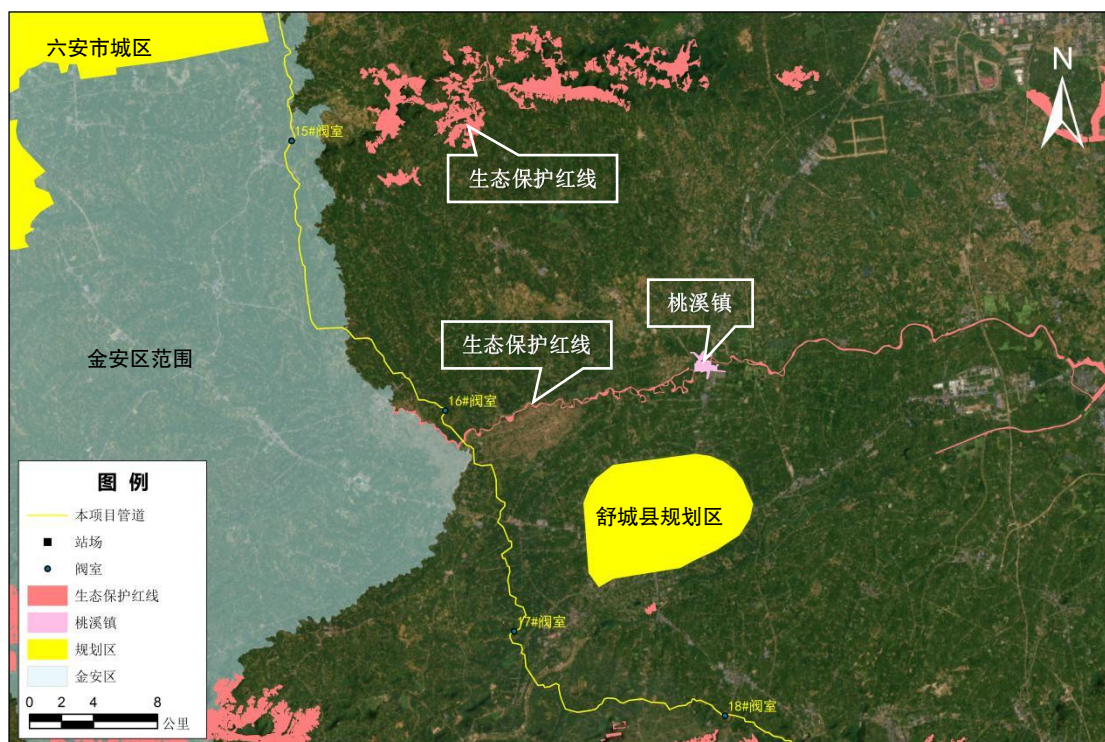 六安市城区
N
15#阀室
生态保护红线
桃溪镇
生态保护红线
金安区范围
16#阀室
舒城县规划区
17#阀室
18#阀室
图 例
本项目管道
站场
阀室
生态保护红线
桃溪镇
规划区
金安区
0 2 4 8
公里